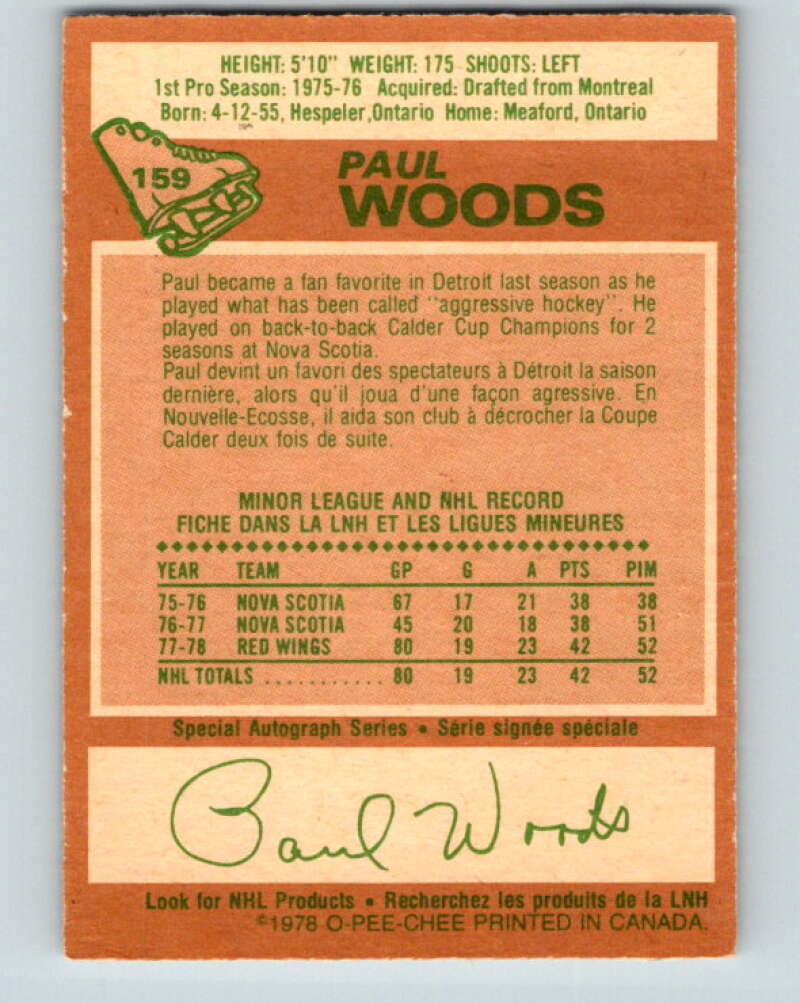 HEIGHT: 5'10" WEIGHT: 175 SHOOTS: LEFT
1st Pro Season: 1975-76 Acquired: Drafted from Montreal
Born: 4-12-55, Hespeler, Ontario Home: Meaford, Ontario
159
PAUL
WOODS
Paul became a fan favorite in Detroit last season as he
played what has been called "aggressive hockey". He
played on back-to-back Calder Cup Champions for 2
seasons at Nova Scotia.
Paul devint un favori des spectateurs à Détroit la saison
dernière, alors qu'il joua d'une façon agressive. En
Nouvelle-Ecosse, il aida son club à décrocher la Coupe
Calder deux fois de suite.
MINOR LEAGUE AND NHL RECORD
FICHE DANS LA LNH ET LES LIGUES MINEURES
YEAR TEAM GP G A PTS PIM
75-76 NOVA SCOTIA 67 17 21 38 38
76-77 NOVA SCOTIA 45 20 18 38 51
77-78 RED WINGS 80 19 23 42 52
NHL TOTALS ........... 80 19 23 42 52
Special Autograph Series • Série signée spéciale
Paul Woods
Look for NHL Products • Recherchez les produits de la LNH
©1978 O-PEE-CHEE PRINTED IN CANADA.